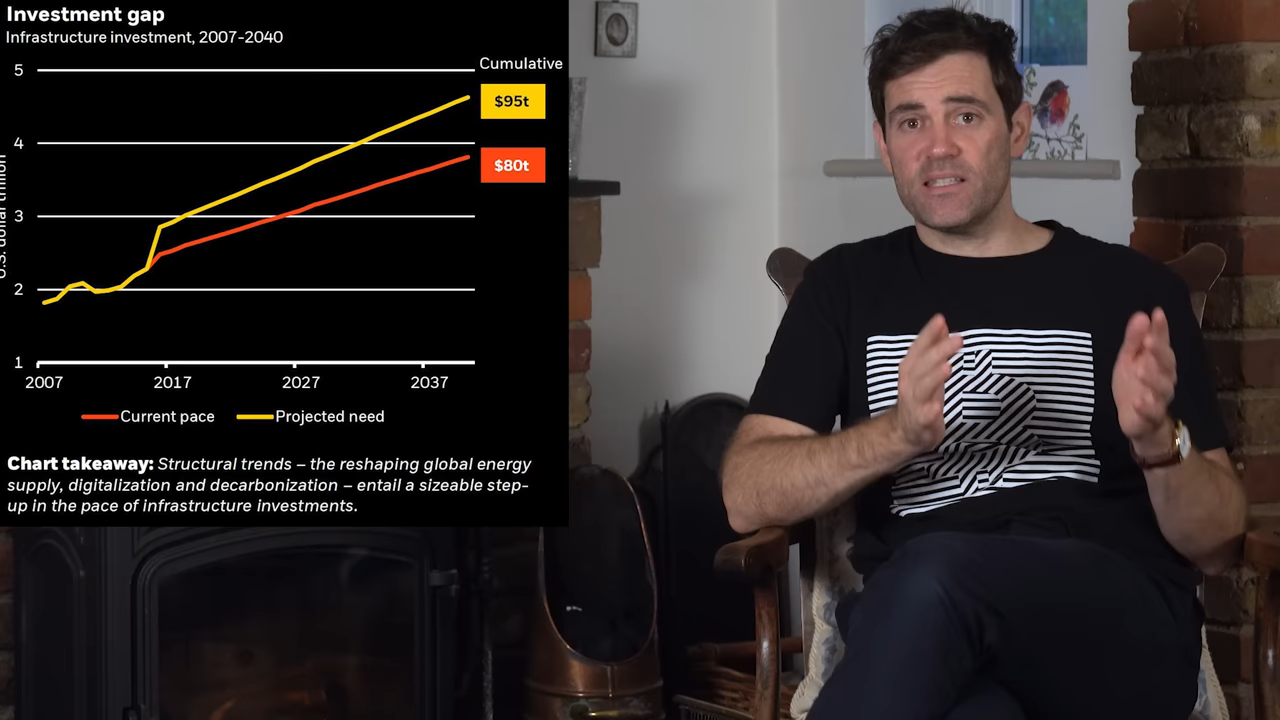 Investment gap
Infrastructure investment, 2007-2040
Cumulative
5
$95t
4
$80t
3
U.S. dollar trillion
2
1
2007 2017 2027 2037
Current pace Projected need
Chart takeaway: Structural trends – the reshaping global energy
supply, digitalization and decarbonization – entail a sizeable step-
up in the pace of infrastructure investments.